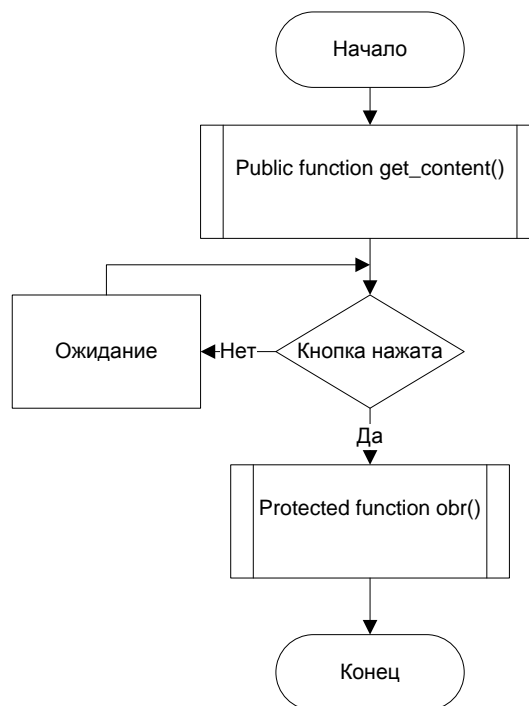 Начало
Public function get_content()
Ожидание
Нет
Кнопка нажата
Да
Protected function obr()
Конец